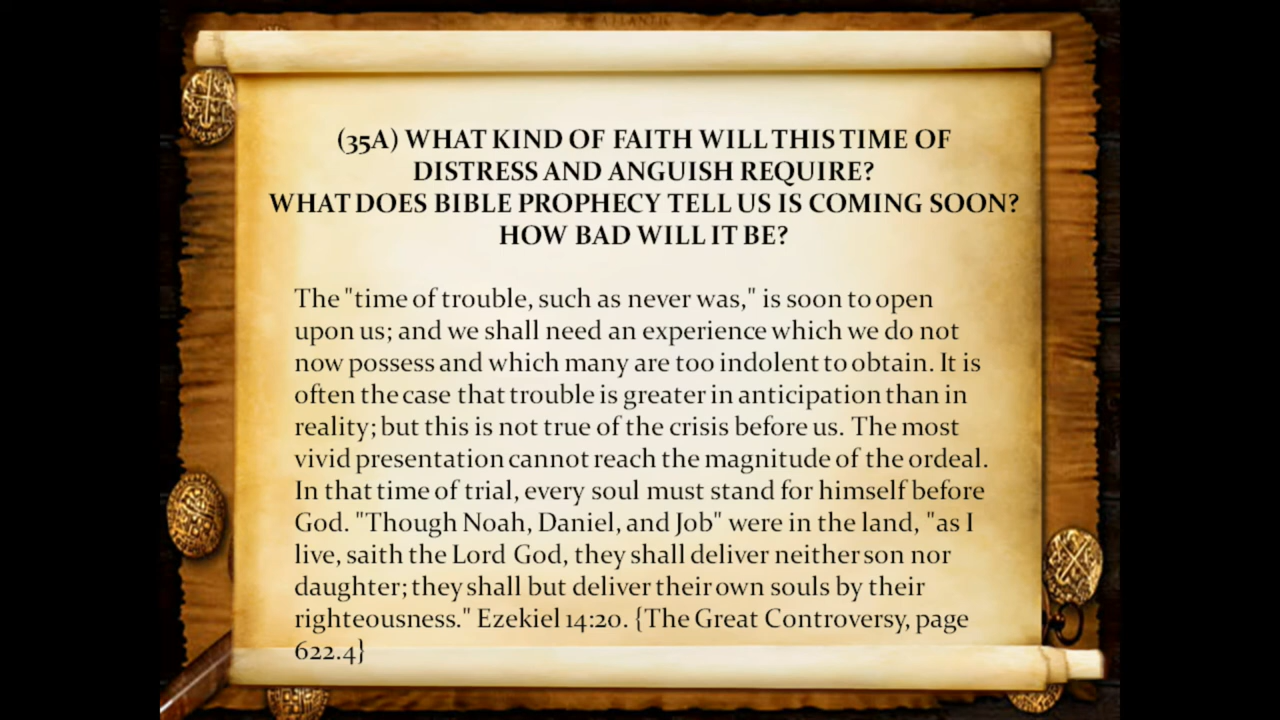 ATLANTIC
(35A) WHAT KIND OF FAITH WILL THIS TIME OF
DISTRESS AND ANGUISH REQUIRE?
WHAT DOES BIBLE PROPHECY TELL US IS COMING SOON?
HOW BAD WILL IT BE?
The "time of trouble, such as never was," is soon to open
upon us; and we shall need an experience which we do not
now possess and which many are too indolent to obtain. It is
often the case that trouble is greater in anticipation than in
reality; but this is not true of the crisis before us. The most
vivid presentation cannot reach the magnitude of the ordeal.
In that time of trial, every soul must stand for himself before
God. "Though Noah, Daniel, and Job" were in the land, "as I
live, saith the Lord God, they shall deliver neither son nor
daughter; they shall but deliver their own souls by their
righteousness." Ezekiel 14:20. {The Great Controversy, page
622.4}